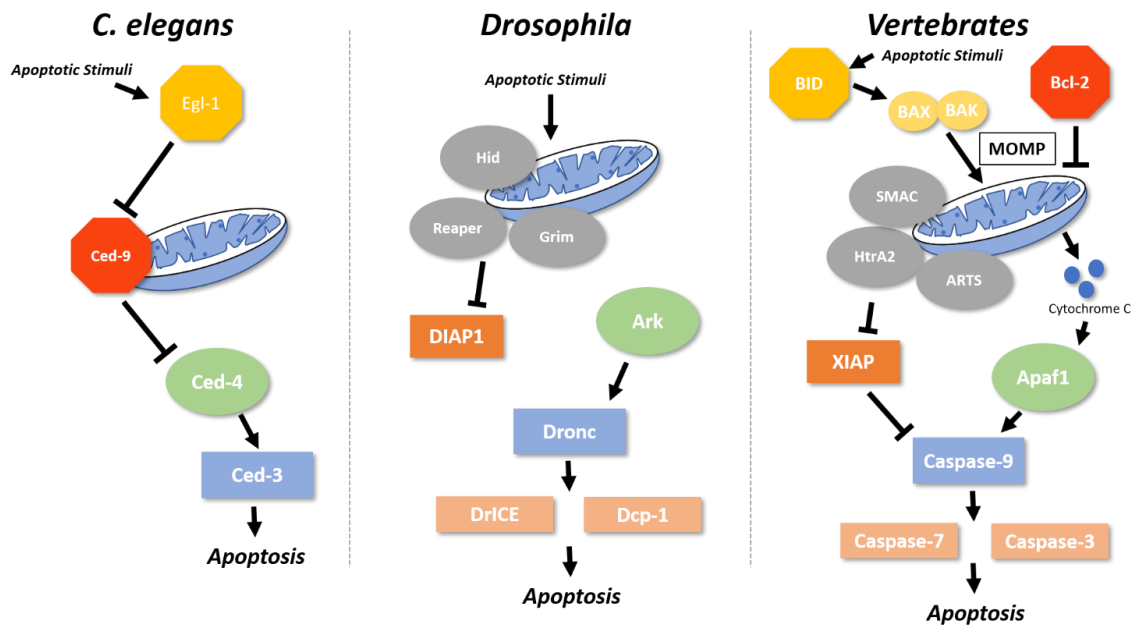 C. elegans
Apoptotic Stimuli
Egl-1
Ced-9
Ced-4
Ced-3
Apoptosis
Drosophila
Apoptotic Stimuli
Hid
Reaper
Grim
DIAP1
Ark
Dronc
DrICE
Dcp-1
Apoptosis
Vertebrates
Apoptotic Stimuli
BID
Bcl-2
BAX
BAK
MOMP
SMAC
HtrA2
ARTS
Cytochrome C
XIAP
Apaf1
Caspase-9
Caspase-7
Caspase-3
Apoptosis